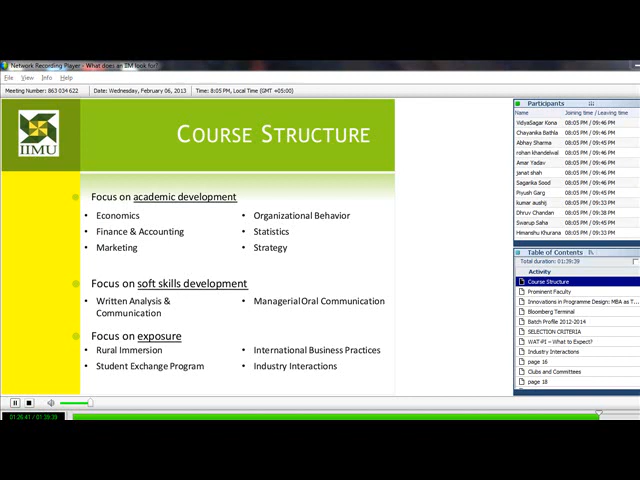 Network Recording Player - What does an IIM look for?
File View Info Help
Meeting Number: 863 034 622 Date: Wednesday, February 06, 2013 Time: 8:05 PM, Local Time (GMT +05:00)
IIMU
COURSE STRUCTURE
Focus on academic development
• Economics
• Organizational Behavior
• Finance & Accounting
• Statistics
• Marketing
• Strategy
Focus on soft skills development
• Written Analysis &
Communication
• Managerial Oral Communication
Focus on exposure
• Rural Immersion
• International Business Practices
• Student Exchange Program
• Industry Interactions
Participants
Name Joining time / Leaving time
VidyaSagar Kona 08:05 PM / 09:46 PM
Chayanika Bathla 08:05 PM / 09:46 PM
Abhay Sharma 08:05 PM / 09:45 PM
rohan khandelwal 08:05 PM / 09:46 PM
Amar Yadav 08:05 PM / 09:46 PM
janat shah 08:05 PM / 09:46 PM
Sagarika Sood 08:05 PM / 09:46 PM
Piyush Garg 08:05 PM / 09:45 PM
kumar aushij 08:05 PM / 09:43 PM
Dhruv Chandan 08:05 PM / 09:38 PM
Swarup Saha 08:05 PM / 09:45 PM
Himanshu Khurana 08:05 PM / 09:33 PM
Table of Contents
Total duration: 01:39:39
Activity
Course Structure
Prominent Faculty
Innovations in Programme Design: MBA as T...
Bloomberg Terminal
Batch Profile 2012-2014
SELECTION CRITERIA
WAT-PI – What to Expect?
Industry Interactions
page 16
Clubs and Committees
page 18
01:26:41 / 01:39:39